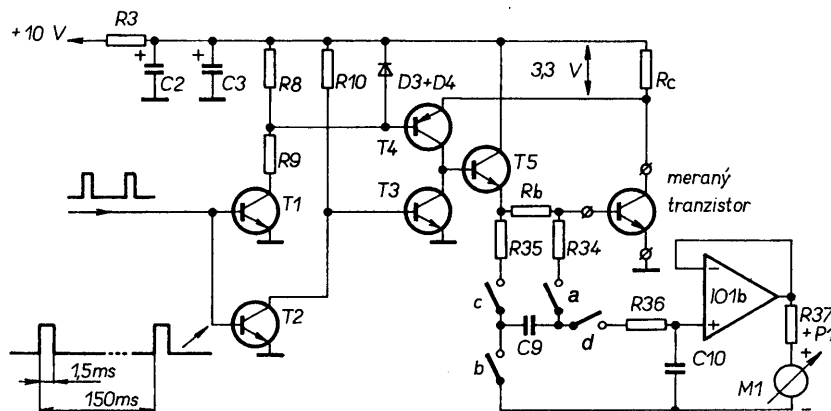 +10 V
R3
+
C2
+
C3
R8
R10
D3+D4
3,3 V
Rc
R9
T4
T5
T1
T3
Rb
meraný
tranzistor
R35
R34
T2
c
a
C9
d
R36
b
C10
–
+
IO1b
R37
+P1
+
M1
–
1,5ms
150ms